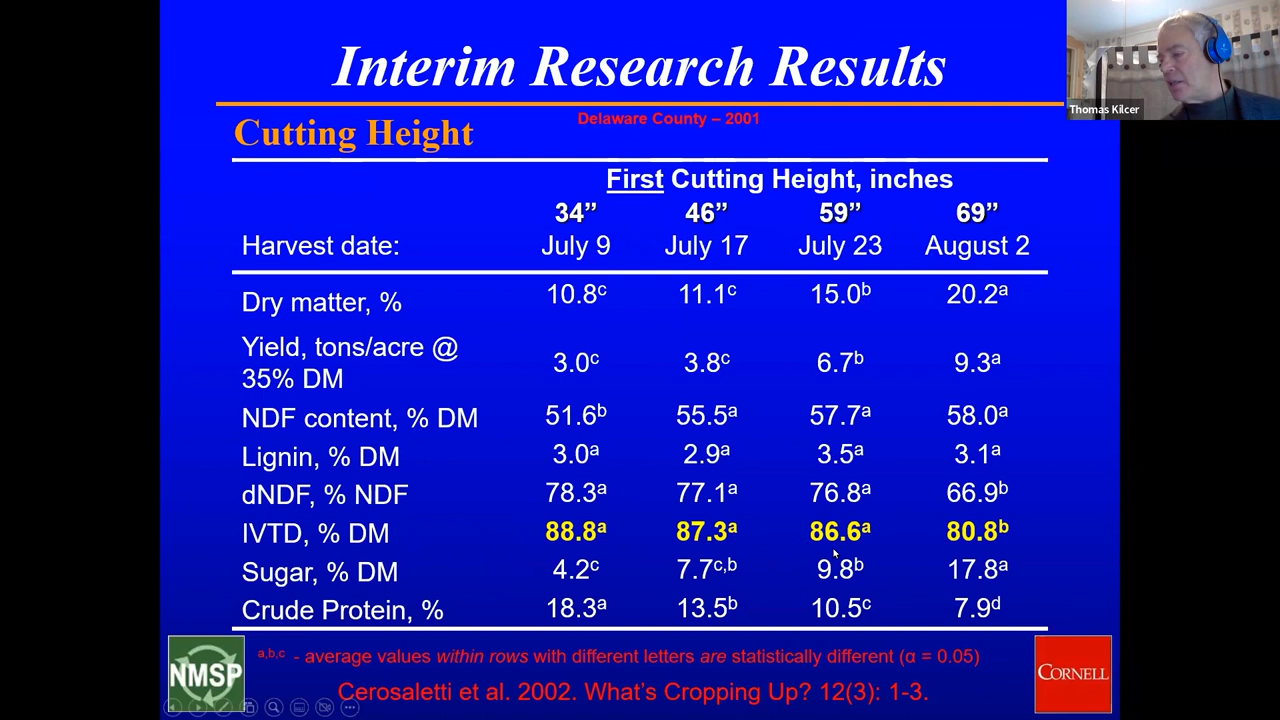 Interim Research Results
Thomas Kilcer
Delaware County – 2001
Cutting Height
First Cutting Height, inches
34” 46” 59” 69”
Harvest date: July 9 July 17 July 23 August 2
Dry matter, % 10.8c 11.1c 15.0b 20.2a
Yield, tons/acre @
35% DM 3.0c 3.8c 6.7b 9.3a
NDF content, % DM 51.6b 55.5a 57.7a 58.0a
Lignin, % DM 3.0a 2.9a 3.5a 3.1a
dNDF, % NDF 78.3a 77.1a 76.8a 66.9b
IVTD, % DM 88.8a 87.3a 86.6a 80.8b
Sugar, % DM 4.2c 7.7c,b 9.8b 17.8a
Crude Protein, % 18.3a 13.5b 10.5c 7.9d
a,b,c - average values within rows with different letters are statistically different (α = 0.05)
NMSP
CORNELL
Cerosaletti et al. 2002. What’s Cropping Up? 12(3): 1-3.